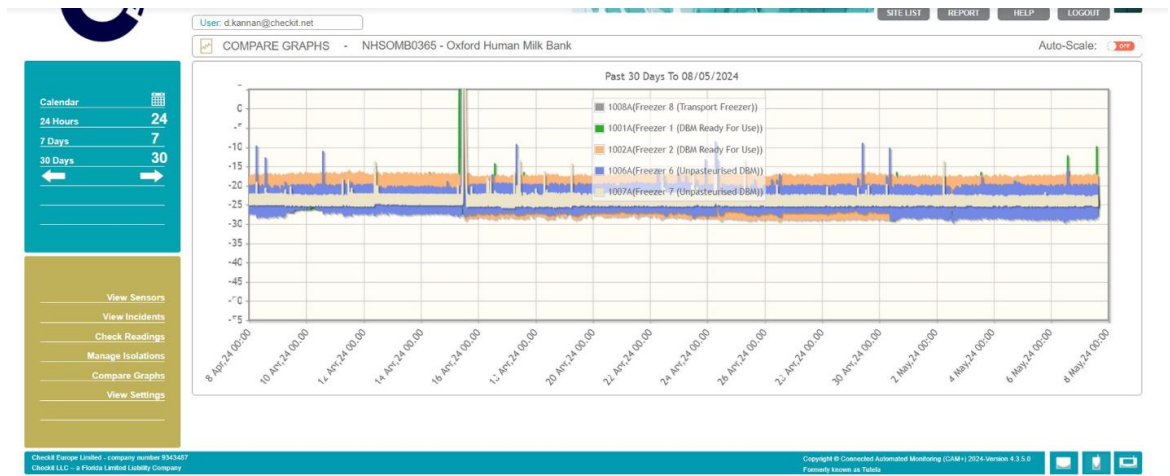 User: d.kannan@checkit.net
SITE LIST REPORT HELP LOGOUT
COMPARE GRAPHS - NHSOMB0365 - Oxford Human Milk Bank
Auto-Scale: OFF
Calendar
24 Hours 24
7 Days 7
30 Days 30
Past 30 Days To 08/05/2024
1008A(Freezer 8 (Transport Freezer))
1001A(Freezer 1 (DBM Ready For Use))
1002A(Freezer 2 (DBM Ready For Use))
1006A(Freezer 6 (Unpasteurised DBM))
1007A(Freezer 7 (Unpasteurised DBM))
-10
-15
-20
-25
-30
-35
-40
-45
8 Apr,24 00:00
10 Apr,24 00:00
14 Apr,24 00:00
16 Apr,24 00:00
20 Apr,24 00:00
22 Apr,24 00:00
24 Apr,24 00:00
26 Apr,24 00:00
30 Apr,24 00:00
2 May,24 00:00
4 May,24 00:00
6 May,24 00:00
8 May,24 00:00
View Sensors
View Incidents
Check Readings
Manage Isolations
Compare Graphs
View Settings
Checkit Europe Limited - company number 9343487
Checkit LLC - a Florida Limited Liability Company
Copyright © Connected Automated Monitoring (CAM+) 2024-Version 4.3.5.0
Formerly known as Tutela